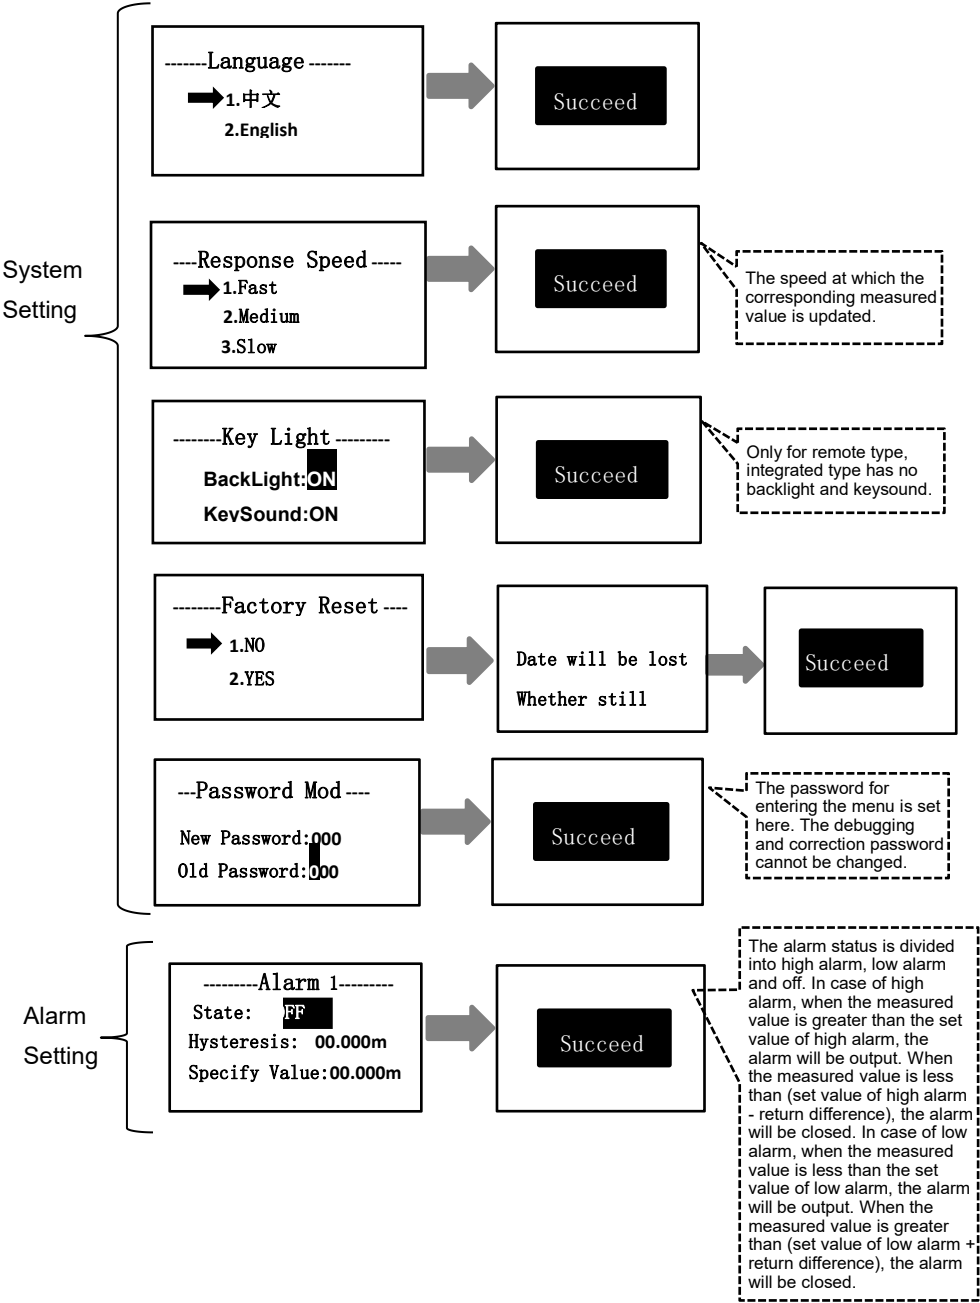 -------Language-------
1.中文
2.English
Succeed
System
Setting
----Response Speed-----
1.Fast
2.Medium
3.Slow
Succeed
The speed at which the
corresponding measured
value is updated.
--------Key Light---------
BackLight:ON
KeySound:ON
Succeed
Only for remote type,
integrated type has no
backlight and keysound.
--------Factory Reset----
1.NO
2.YES
Date will be lost
Whether still
Succeed
---Password Mod----
New Password:000
Old Password:000
Succeed
The password for
entering the menu is set
here. The debugging
and correction password
cannot be changed.
Alarm
Setting
---------Alarm 1---------
State: FF
Hysteresis: 00.000m
Specify Value:00.000m
Succeed
The alarm status is divided
into high alarm, low alarm
and off. In case of high
alarm, when the measured
value is greater than the set
value of high alarm, the
alarm will be output. When
the measured value is less
than (set value of high alarm
- return difference), the alarm
will be closed. In case of low
alarm, when the measured
value is less than the set
value of low alarm, the alarm
will be output. When the
measured value is greater
than (set value of low alarm +
return difference), the alarm
will be closed.